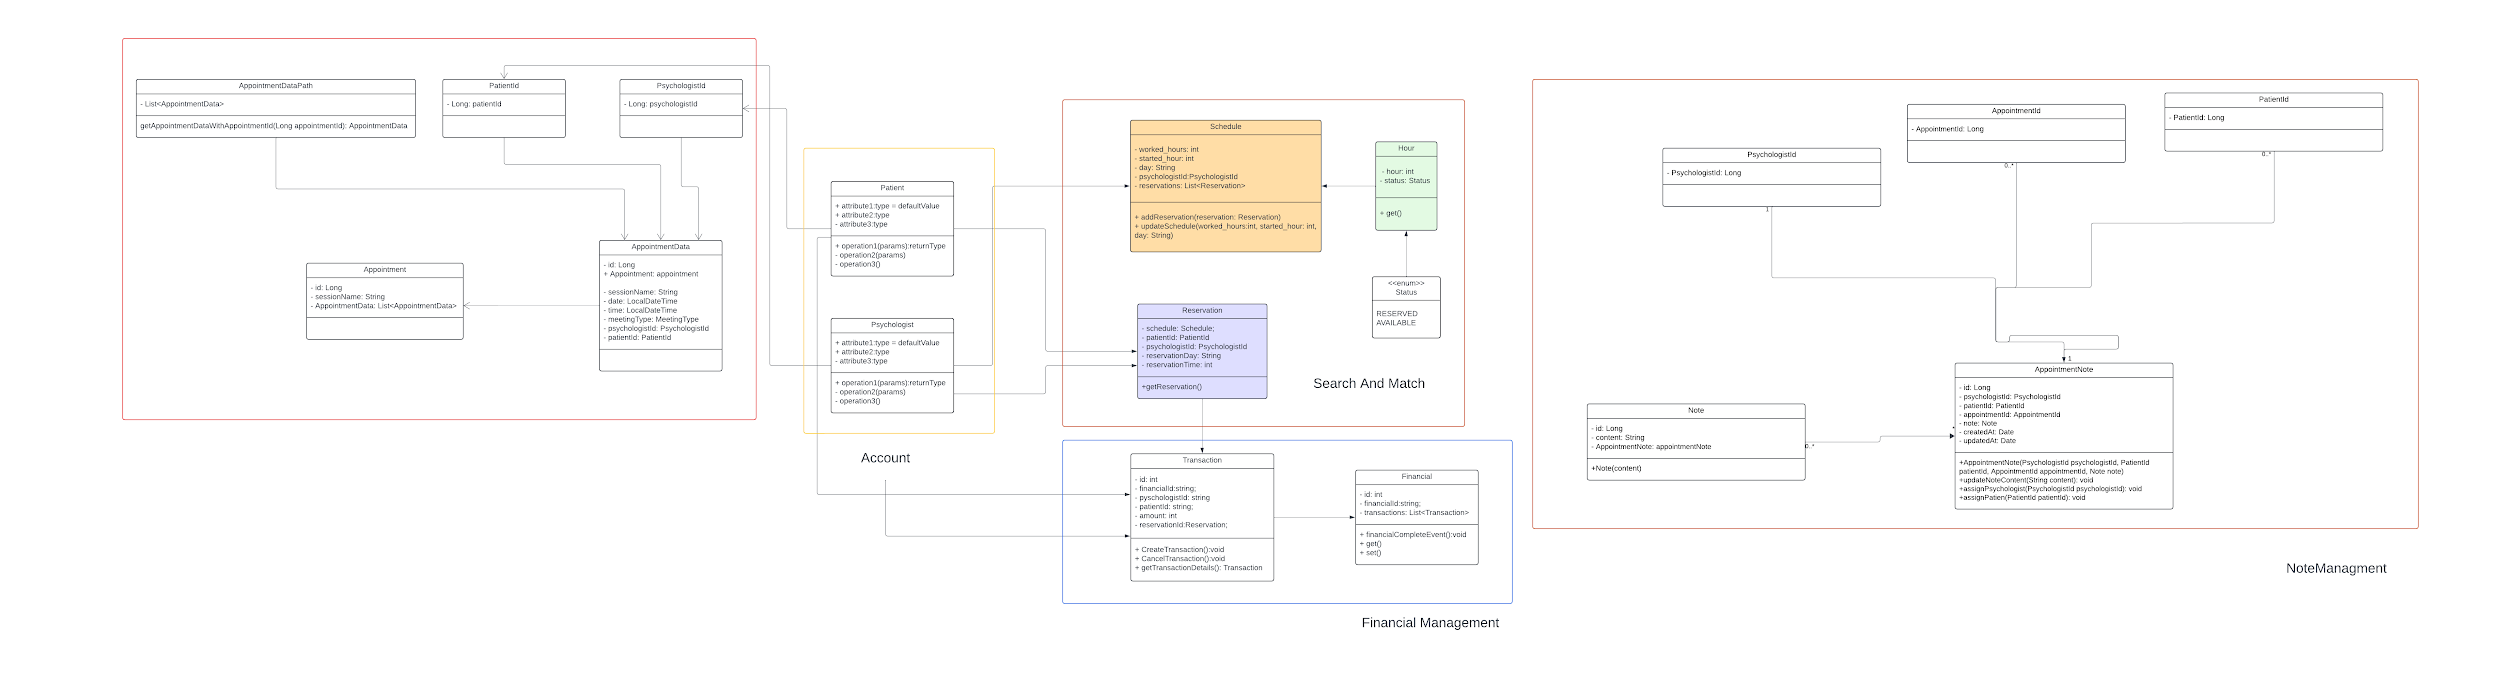 AppointmentDataPath
- List<AppointmentData>
getAppointmentDataWithAppointmentId(Long appointmentId): AppointmentData
PatientId
- Long: patientId
PsychologistId
- Long: psychologistId
AppointmentData
- id: Long
+ Appointment: appointment
- sessionName: String
- date: LocalDateTime
- time: LocalDateTime
- meetingType: MeetingType
- psychologistId: PsychologistId
- patientId: PatientId
Appointment
- id: Long
- sessionName: String
- AppointmentData: List<AppointmentData>
Patient
+ attribute1:type = defaultValue
+ attribute2:type
- attribute3:type
+ operation1(params):returnType
- operation2(params)
- operation3()
Psychologist
+ attribute1:type = defaultValue
+ attribute2:type
- attribute3:type
+ operation1(params):returnType
- operation2(params)
- operation3()
Account
Schedule
- worked_hours: int
- started_hour: int
- day: String
- psychologistId:PsychologistId
- reservations: List<Reservation>
+ addReservation(reservation: Reservation)
+ updateSchedule(worked_hours:int, started_hour: int,
day: String)
Hour
- hour: int
- status: Status
+ get()
<<enum>>
Status
RESERVED
AVAILABLE
Reservation
- schedule: Schedule;
- patientId: PatientId
- psychologistId: PsychologistId
- reservationDay: String
- reservationTime: int
+getReservation()
Search And Match
Transaction
- id: int
- financialId:string;
- pyschologistId: string
- patientId: string;
- amount: int
- reservationId:Reservation;
+ CreateTransaction():void
+ CancelTransaction():void
+ getTransactionDetails(): Transaction
Financial
- id: int
- financialId:string;
- transactions: List<Transaction>
+ financialCompleteEvent():void
+ get()
+ set()
Financial Management
PsychologistId
- PsychologistId: Long
1
AppointmentId
- AppointmentId: Long
0..*
PatientId
- PatientId: Long
0..*
1
AppointmentNote
- id: Long
- psychologistId: PsychologistId
- patientId: PatientId
- appointmentId: AppointmentId
- note: Note
- createdAt: Date
- updatedAt: Date
+AppointmentNote(PsychologistId psychologistId, PatientId
patientId, AppointmentId appointmentId, Note note)
+updateNoteContent(String content): void
+assignPsychologist(PsychologistId psychologistId): void
+assignPatien(PatientId patientId): void
Note
- id: Long
- content: String
- AppointmentNote: appointmentNote
+Note(content)
0..*
*
NoteManagment